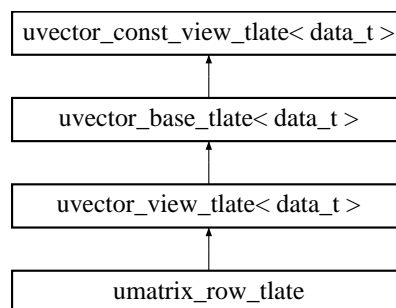 uvector_const_view_tlate< data_t >
uvector_base_tlate< data_t >
uvector_view_tlate< data_t >
umatrix_row_tlate